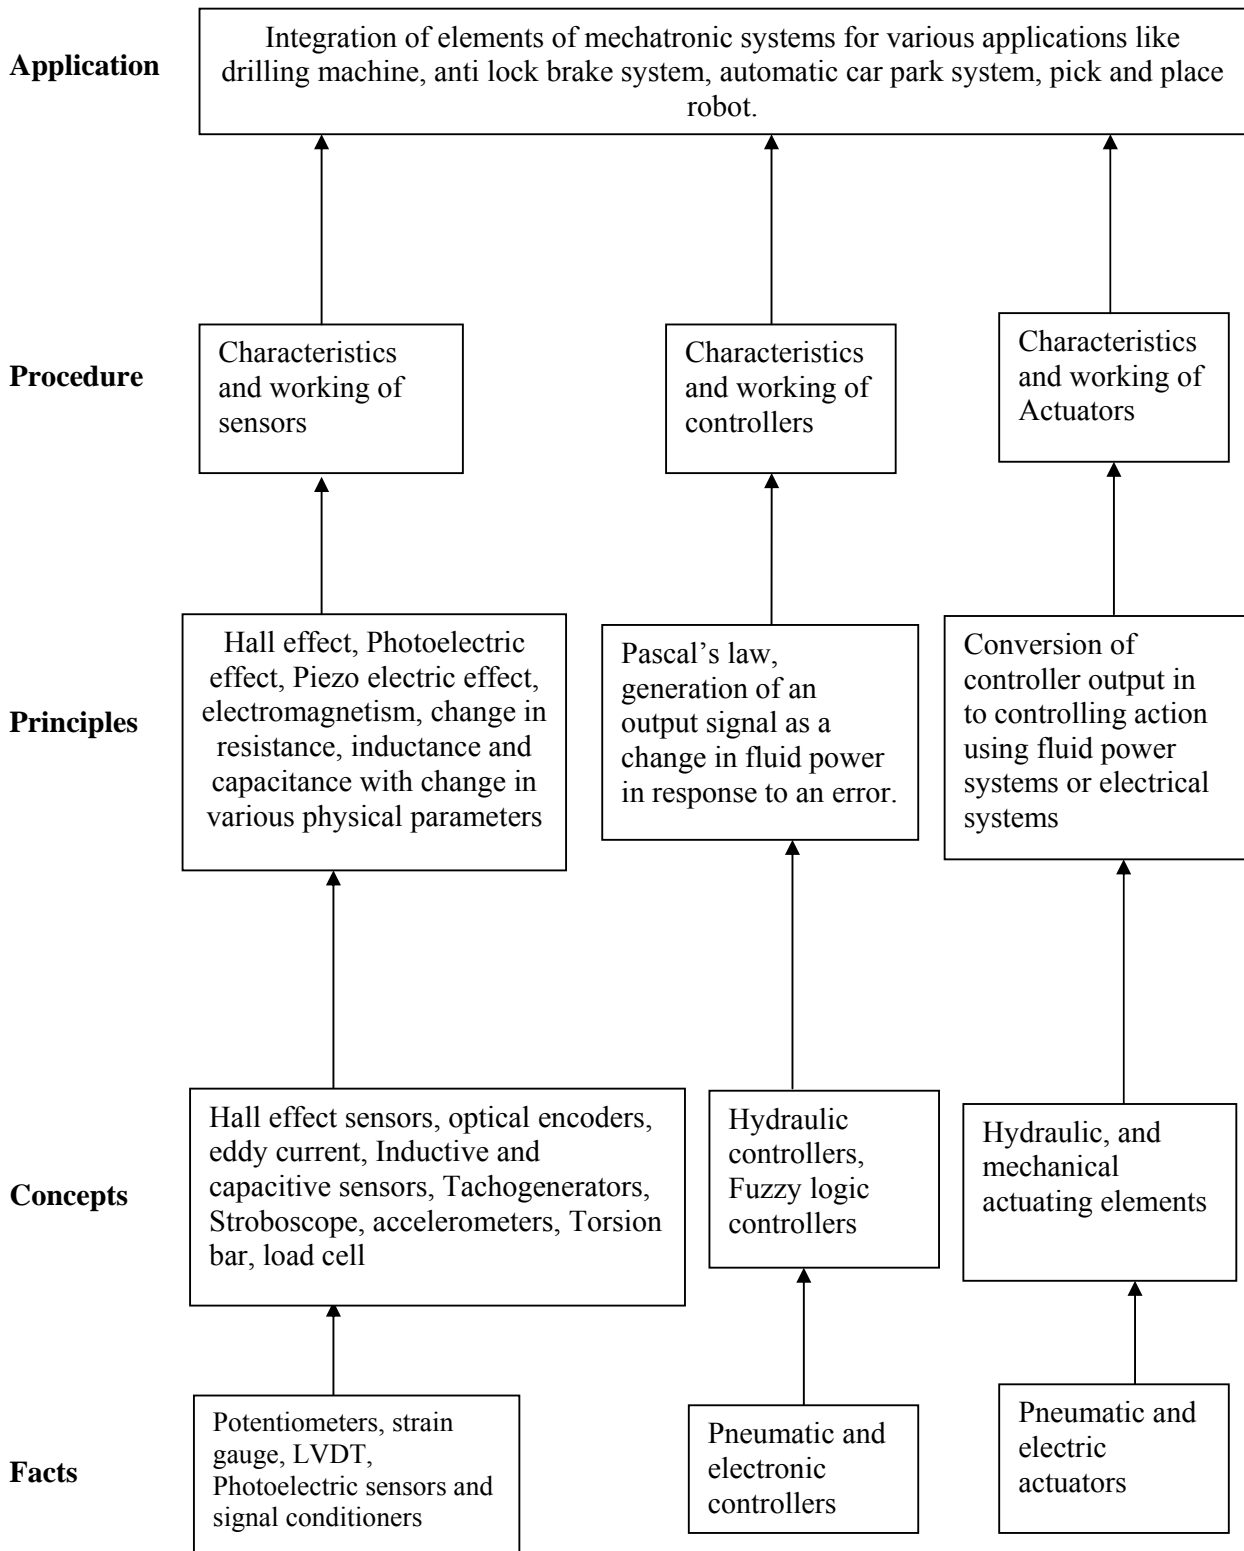 Application
Integration of elements of mechatronic systems for various applications like
drilling machine, anti lock brake system, automatic car park system, pick and place
robot.
Procedure
Characteristics
and working of
sensors
Characteristics
and working of
controllers
Characteristics
and working of
Actuators
Principles
Hall effect, Photoelectric
effect, Piezo electric effect,
electromagnetism, change in
resistance, inductance and
capacitance with change in
various physical parameters
Pascal’s law,
generation of an
output signal as a
change in fluid power
in response to an error.
Conversion of
controller output in
to controlling action
using fluid power
systems or electrical
systems
Concepts
Hall effect sensors, optical encoders,
eddy current, Inductive and
capacitive sensors, Tachogenerators,
Stroboscope, accelerometers, Torsion
bar, load cell
Hydraulic
controllers,
Fuzzy logic
controllers
Hydraulic, and
mechanical
actuating elements
Facts
Potentiometers, strain
gauge, LVDT,
Photoelectric sensors and
signal conditioners
Pneumatic and
electronic
controllers
Pneumatic and
electric
actuators